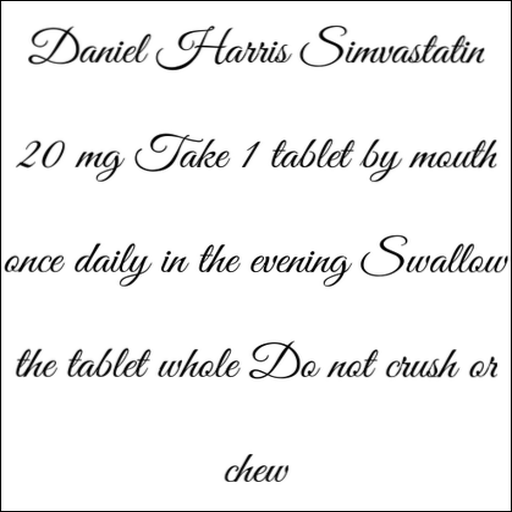 Daniel Harris Simvastatin
20 mg Take 1 tablet by mouth
once daily in the evening Swallow
the tablet whole Do not crush or
chew